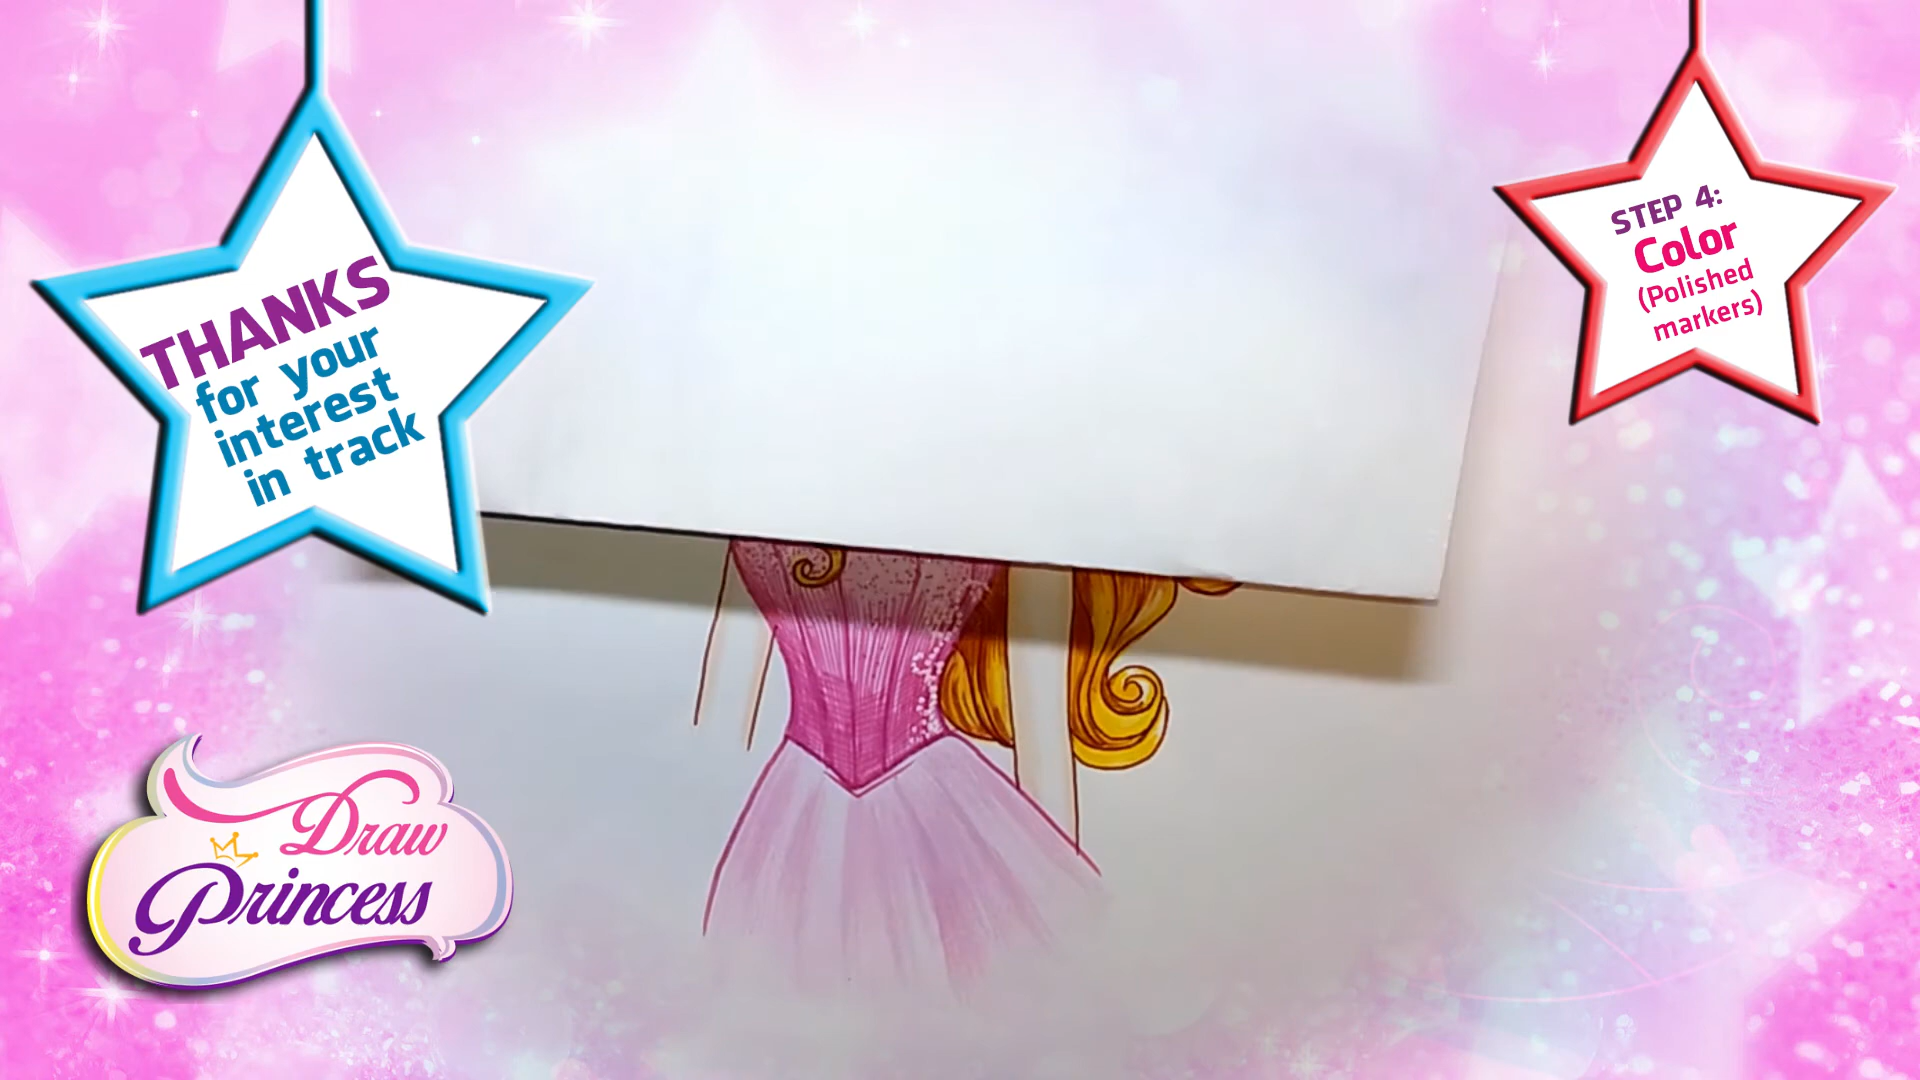 THANKS
for your
interest
in track
STEP 4:
Color
(Polished
markers)
Draw
Princess